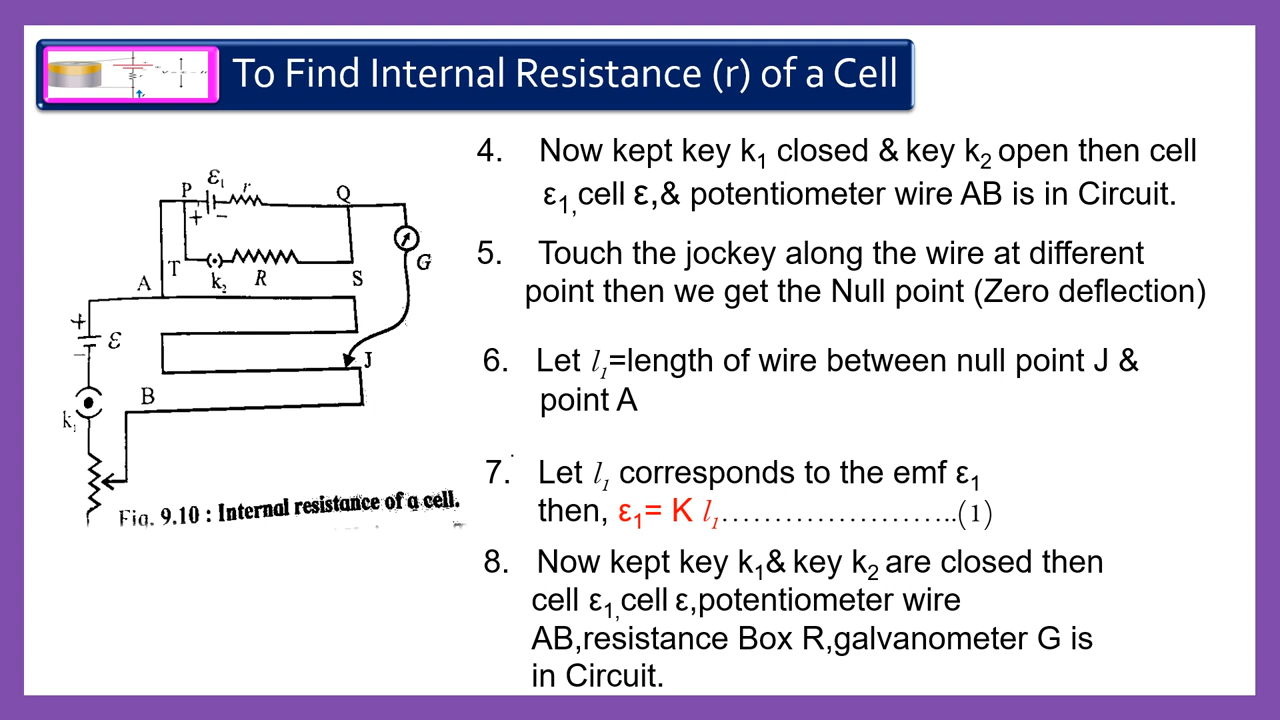 To Find Internal Resistance (r) of a Cell
4. Now kept key k₁ closed & key k₂ open then cell
ε₁,cell ε,& potentiometer wire AB is in Circuit.
5. Touch the jockey along the wire at different
point then we get the Null point (Zero deflection)
6. Let l₁=length of wire between null point J &
point A
7. Let l₁ corresponds to the emf ε₁
then, ε₁= K l₁……………………..(1)
8. Now kept key k₁& key k₂ are closed then
cell ε₁,cell ε,potentiometer wire
AB,resistance Box R,galvanometer G is
in Circuit.
P ε₁ r Q
+ −
T k₂ R S G
A
+ ε
−
J
B
k₁
Fig. 9.10 : Internal resistance of a cell.